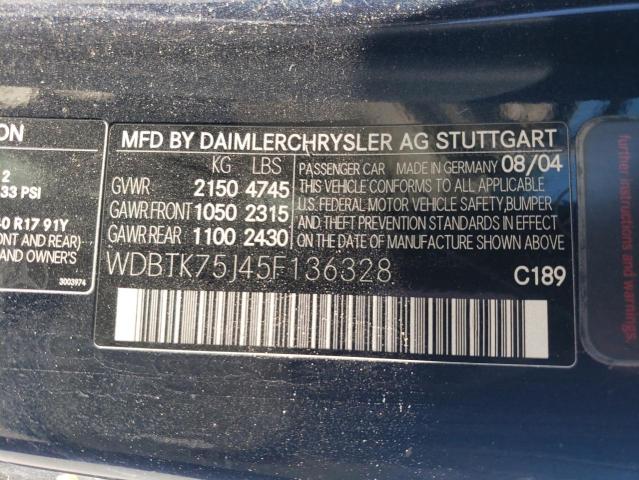 ON
2
33 PSI
0 R17 91Y
ONT AND REAR)
AND OWNER'S
3003974
MFD BY DAIMLERCHRYSLER AG STUTTGART
KG LBS
GVWR 2150 4745
GAWR FRONT 1050 2315
GAWR REAR 1100 2430
PASSENGER CAR MADE IN GERMANY 08/04
THIS VEHICLE CONFORMS TO ALL APPLICABLE
U.S. FEDERAL MOTOR VEHICLE SAFETY, BUMPER
AND THEFT PREVENTION STANDARDS IN EFFECT
ON THE DATE OF MANUFACTURE SHOWN ABOVE.
WDBTK75J45F136328
C189
further instructions and warnings.